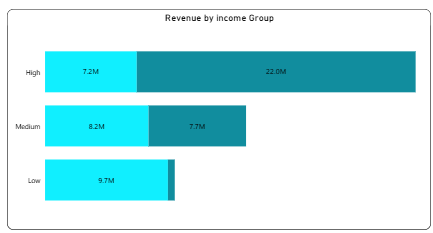 Revenue by income Group
High 7.2M 22.0M
Medium 8.2M 7.7M
Low 9.7M